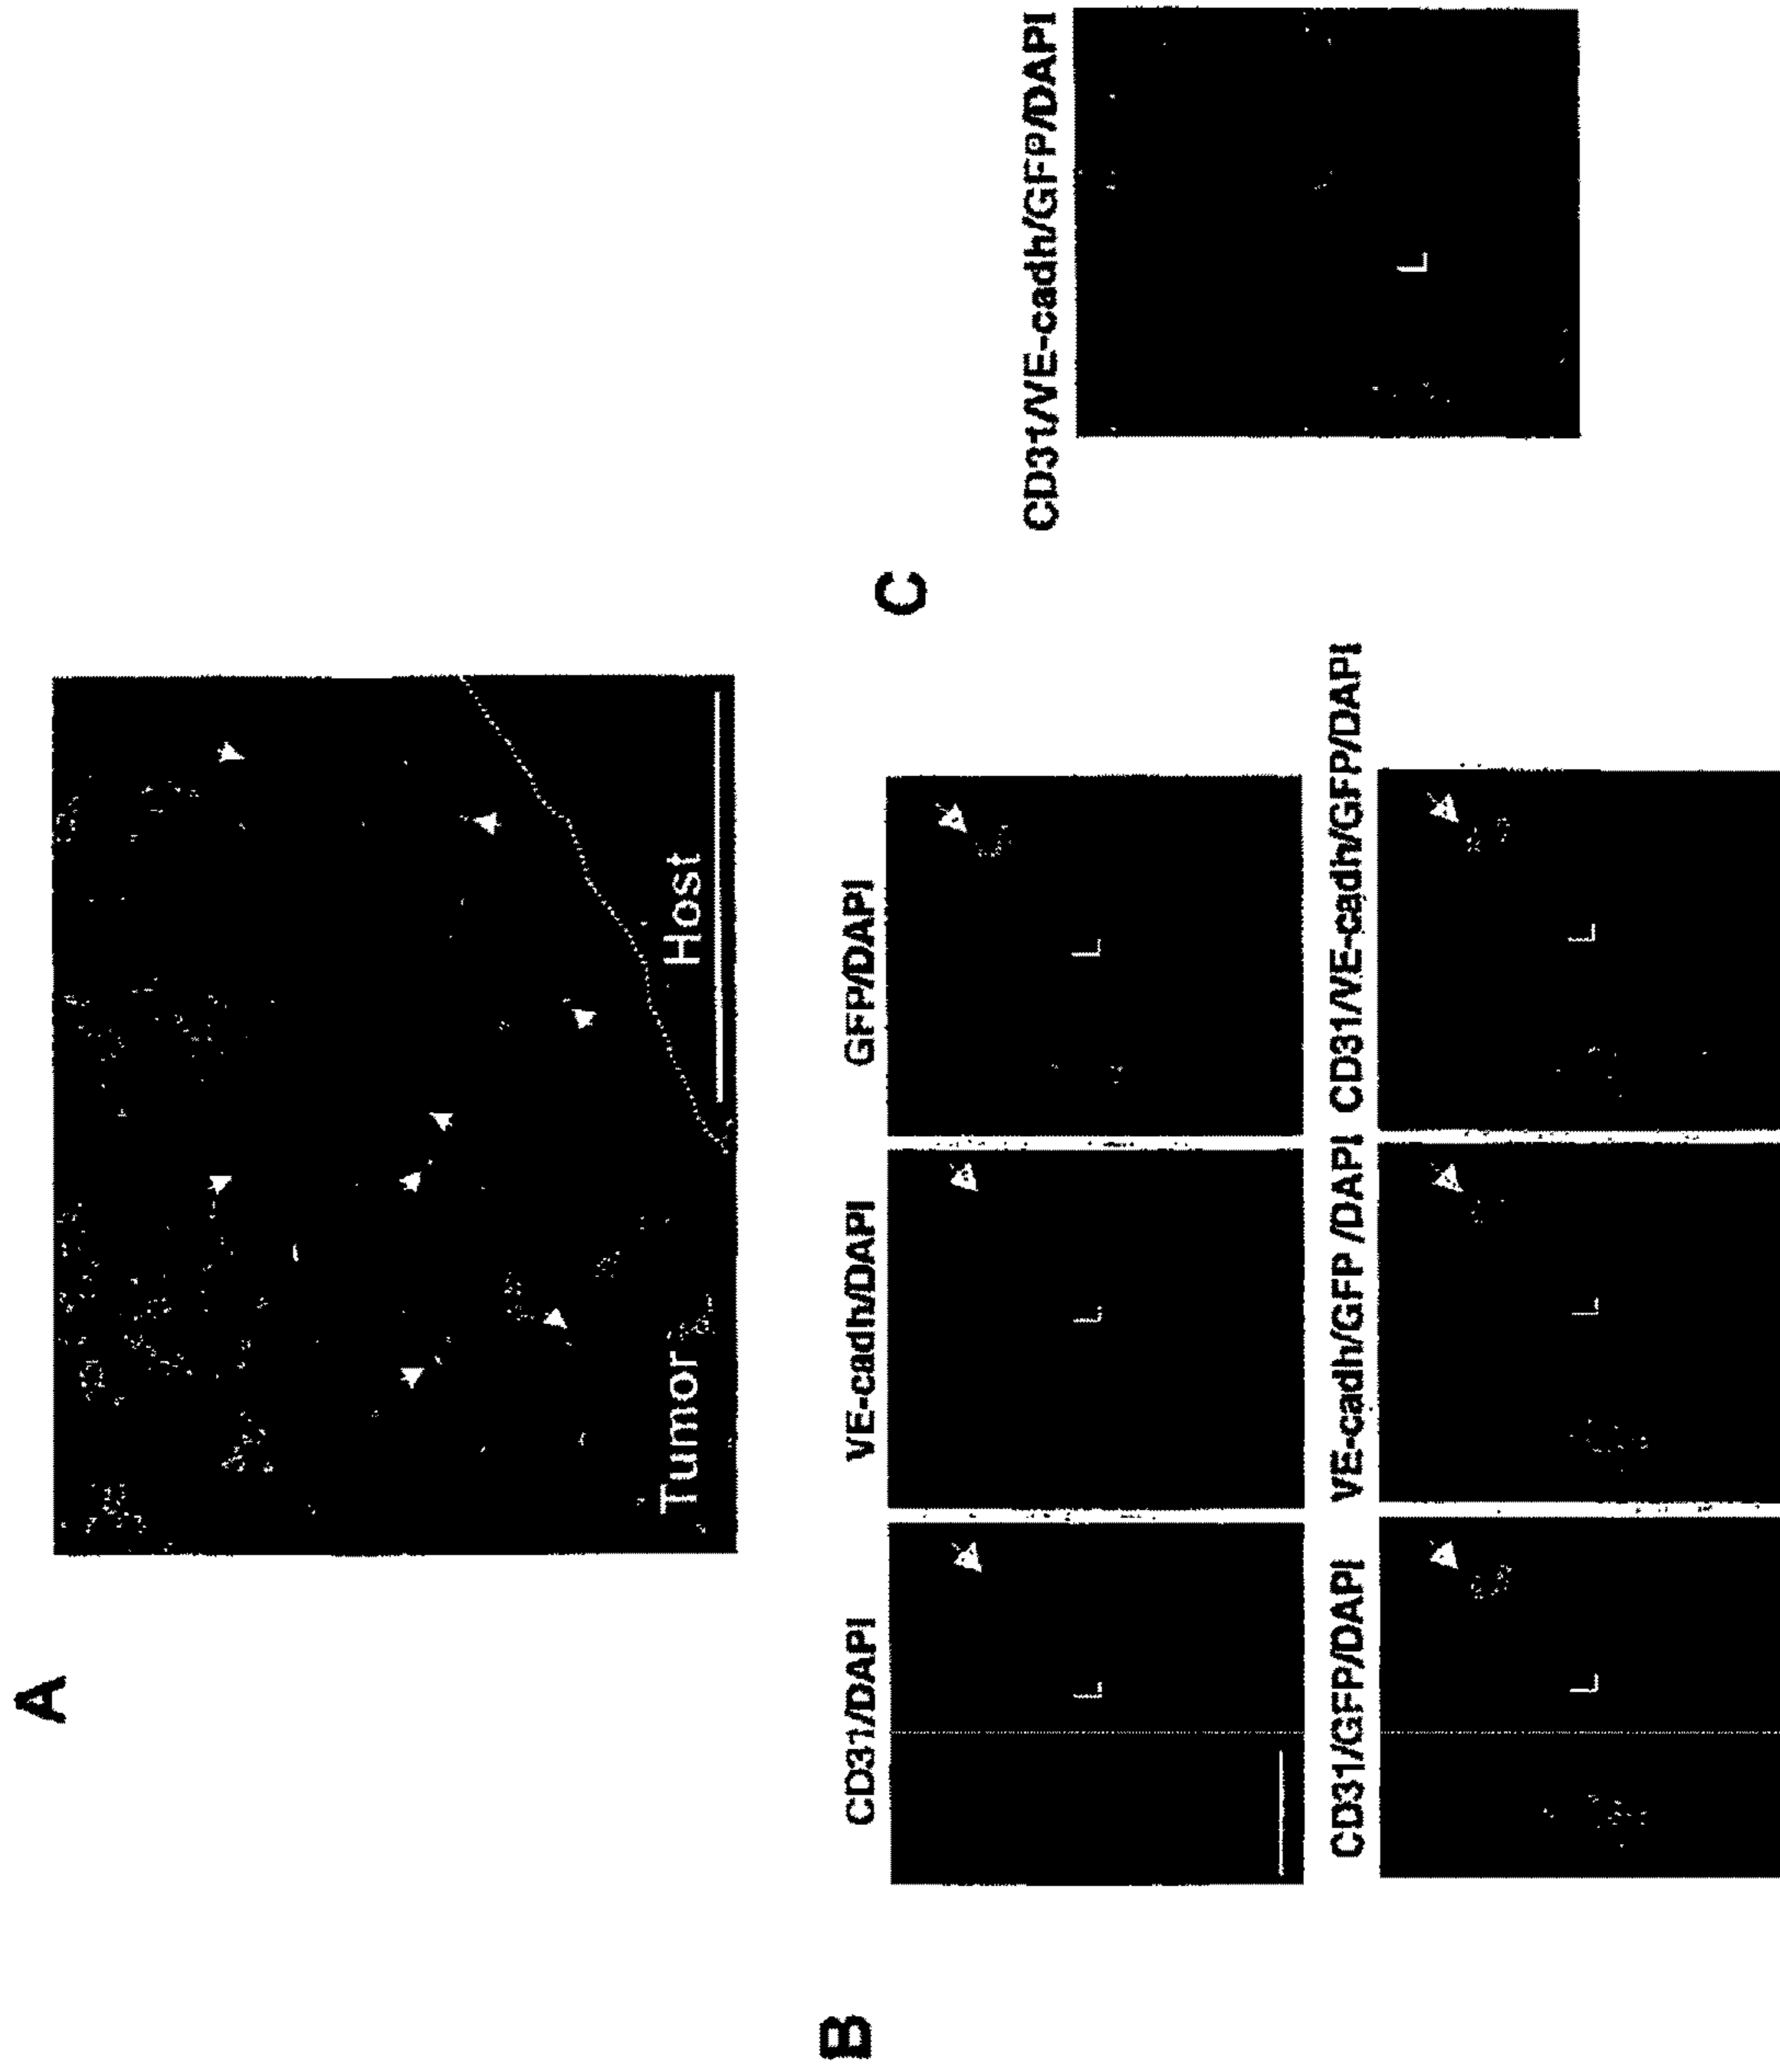 A
Tumor Host
B
CD31/DAPI VE-cadh/DAPI GFP/DAPI
L L L
CD31/GFP/DAPI VE-cadh/GFP /DAPI CD31/VE-cadh/GFP/DAPI
L L L
C
CD31/VE-cadh/GFP/DAPI
L